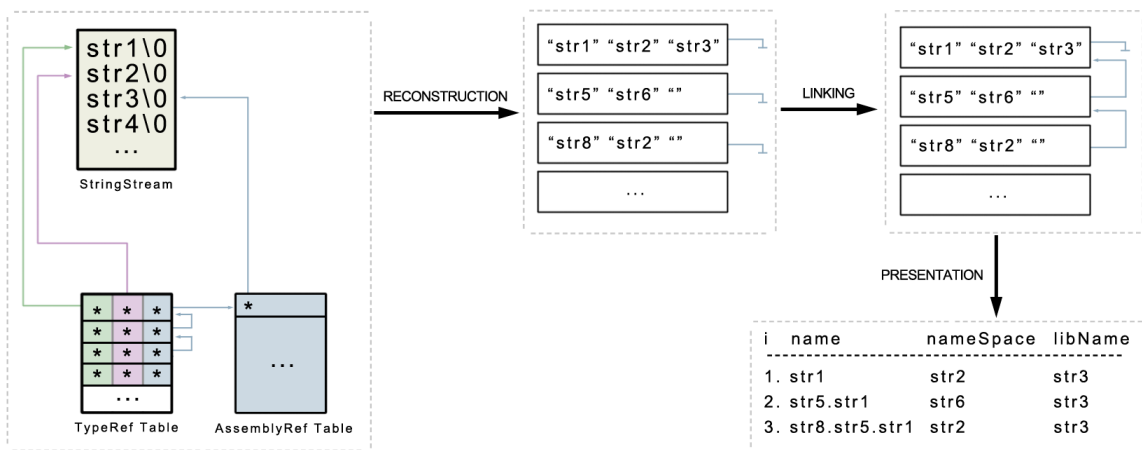 str1\0
str2\0
str3\0
str4\0
...
StringStream
* * *
* * *
* * *
* * *
...
TypeRef Table
*
...
AssemblyRef Table
RECONSTRUCTION
“str1” “str2” “str3”
“str5” “str6” “”
“str8” “str2” “”
...
LINKING
“str1” “str2” “str3”
“str5” “str6” “”
“str8” “str2” “”
...
PRESENTATION
i name nameSpace libName
1. str1 str2 str3
2. str5.str1 str6 str3
3. str8.str5.str1 str2 str3